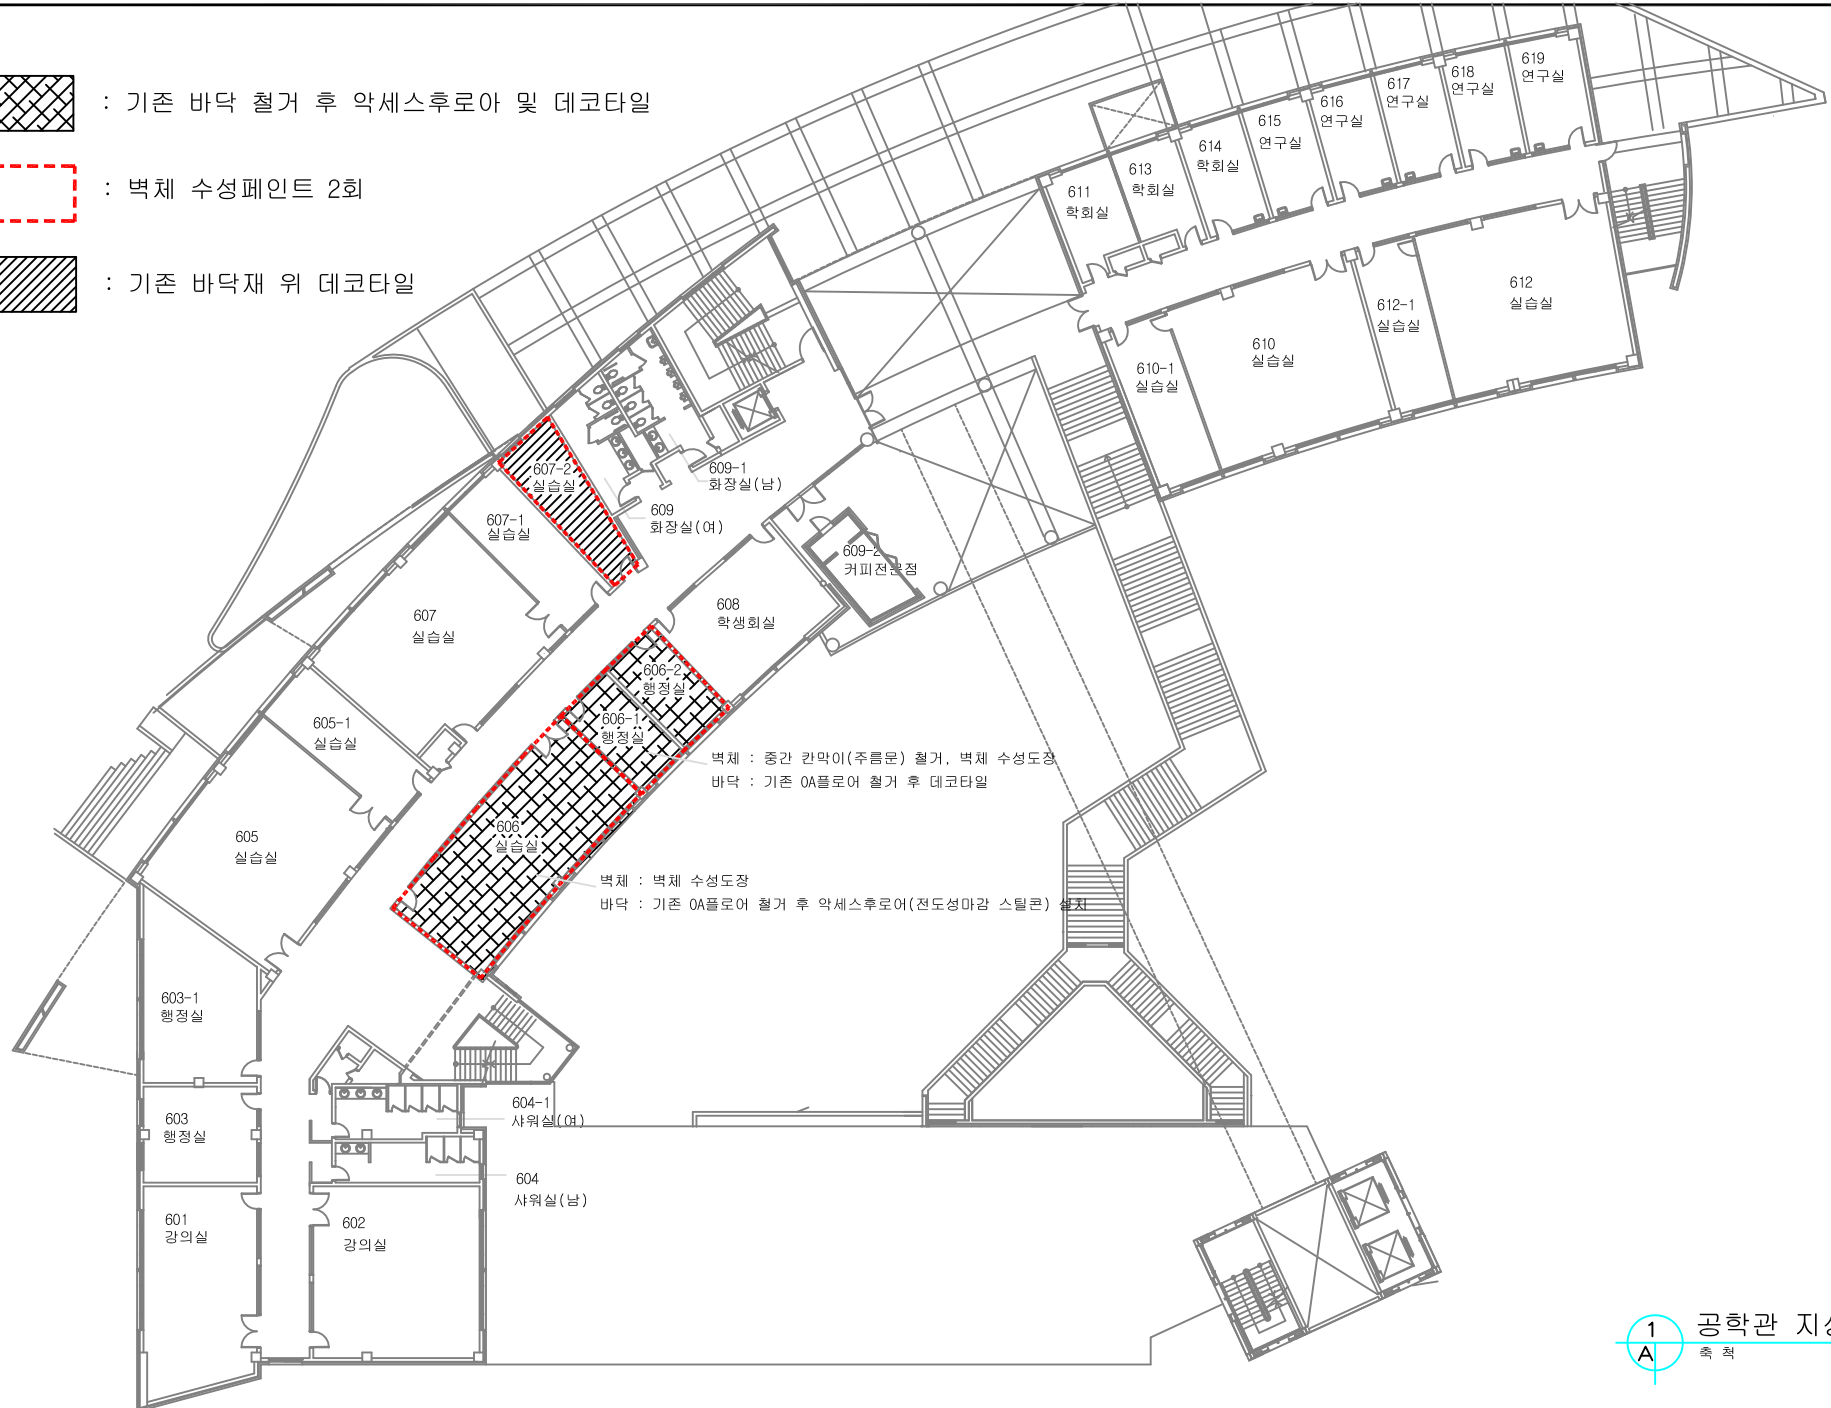 : 기존 바닥 철거 후 악세스후로아 및 데코타일
: 벽체 수성페인트 2회
: 기존 바닥재 위 데코타일
619
연구실
618
연구실
617
연구실
616
연구실
615
연구실
614
학회실
613
학회실
611
학회실
612
실습실
612-1
실습실
610
실습실
610-1
실습실
607-2
실습실
609-1
화장실(남)
609
화장실(여)
607-1
실습실
609-2
커피전문점
608
학생회실
607
실습실
606-2
행정실
606-1
행정실
605-1
실습실
벽체 : 중간 칸막이(주름문) 철거, 벽체 수성도장
바닥 : 기존 OA플로어 철거 후 데코타일
606
실습실
605
실습실
벽체 : 벽체 수성도장
바닥 : 기존 OA플로어 철거 후 악세스후로어(전도성마감 스틸콘) 설치
603-1
행정실
604-1
샤워실(여)
603
행정실
604
샤워실(남)
601
강의실
602
강의실
1
A
공학관 지상
축 척